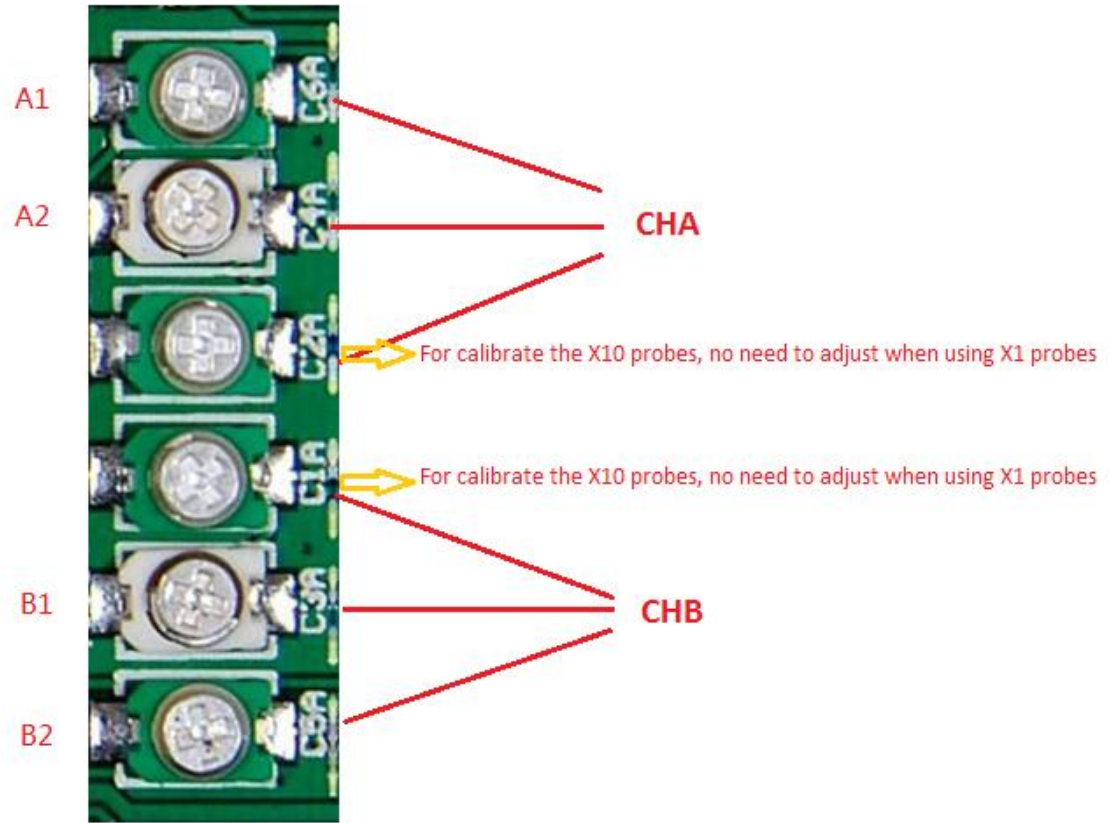 A1
C6A
A2
C4A
CHA
C2A
For calibrate the X10 probes, no need to adjust when using X1 probes
C1A
For calibrate the X10 probes, no need to adjust when using X1 probes
B1
C3A
CHB
B2
C5A